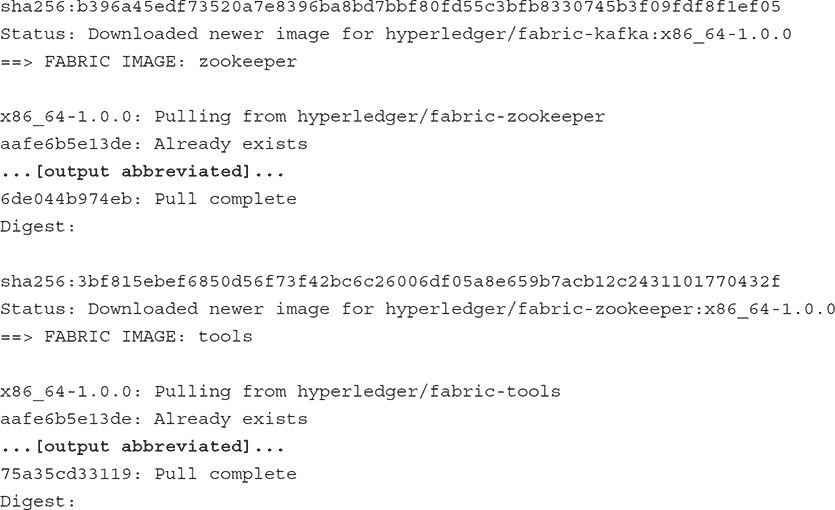 sha256:b396a45edf73520a7e8396ba8bd7bbf80fd55c3bfb8330745b3f09fdf8f1ef05
Status: Downloaded newer image for hyperledger/fabric-kafka:x86_64-1.0.0
==> FABRIC IMAGE: zookeeper
x86_64-1.0.0: Pulling from hyperledger/fabric-zookeeper
aafe6b5e13de: Already exists
...[output abbreviated]...
6de044b974eb: Pull complete
Digest:
sha256:3bf815ebef6850d56f73f42bc6c26006df05a8e659b7acb12c2431101770432f
Status: Downloaded newer image for hyperledger/fabric-zookeeper:x86_64-1.0.0
==> FABRIC IMAGE: tools
x86_64-1.0.0: Pulling from hyperledger/fabric-tools
aafe6b5e13de: Already exists
...[output abbreviated]...
75a35cd33119: Pull complete
Digest: